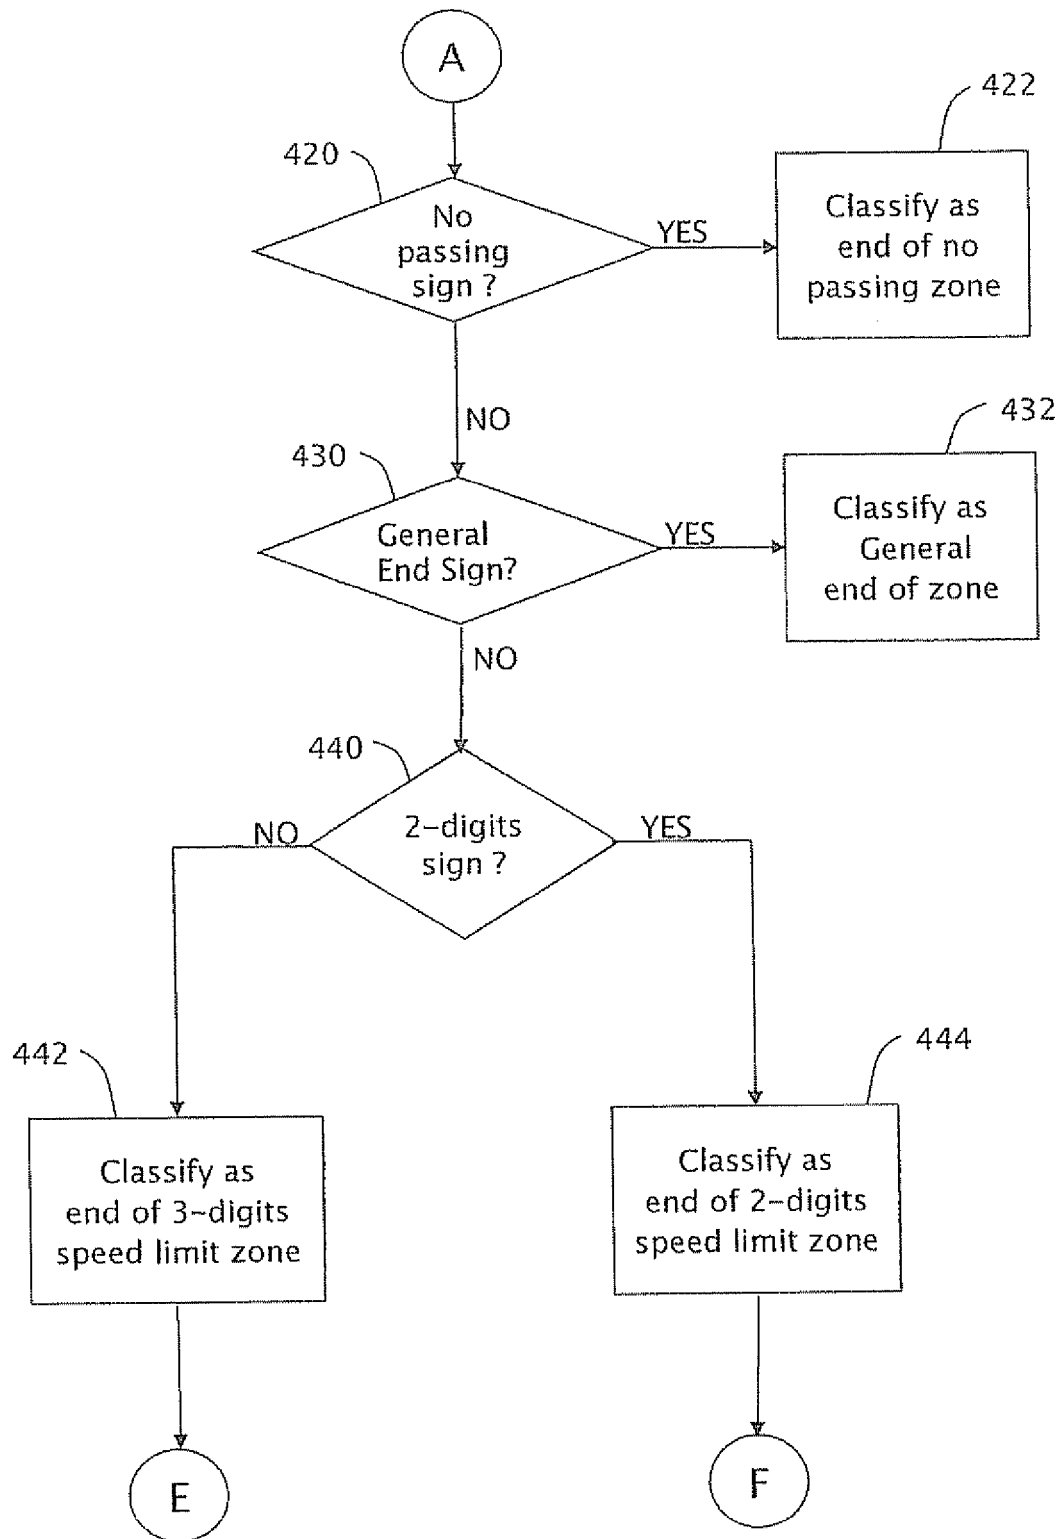 A
422
420
No
passing
sign ?
YES
Classify as
end of no
passing zone
NO
432
430
General
End Sign?
YES
Classify as
General
end of zone
NO
440
2-digits
sign ?
NO
YES
442
444
Classify as
end of 3-digits
speed limit zone
Classify as
end of 2-digits
speed limit zone
E
F